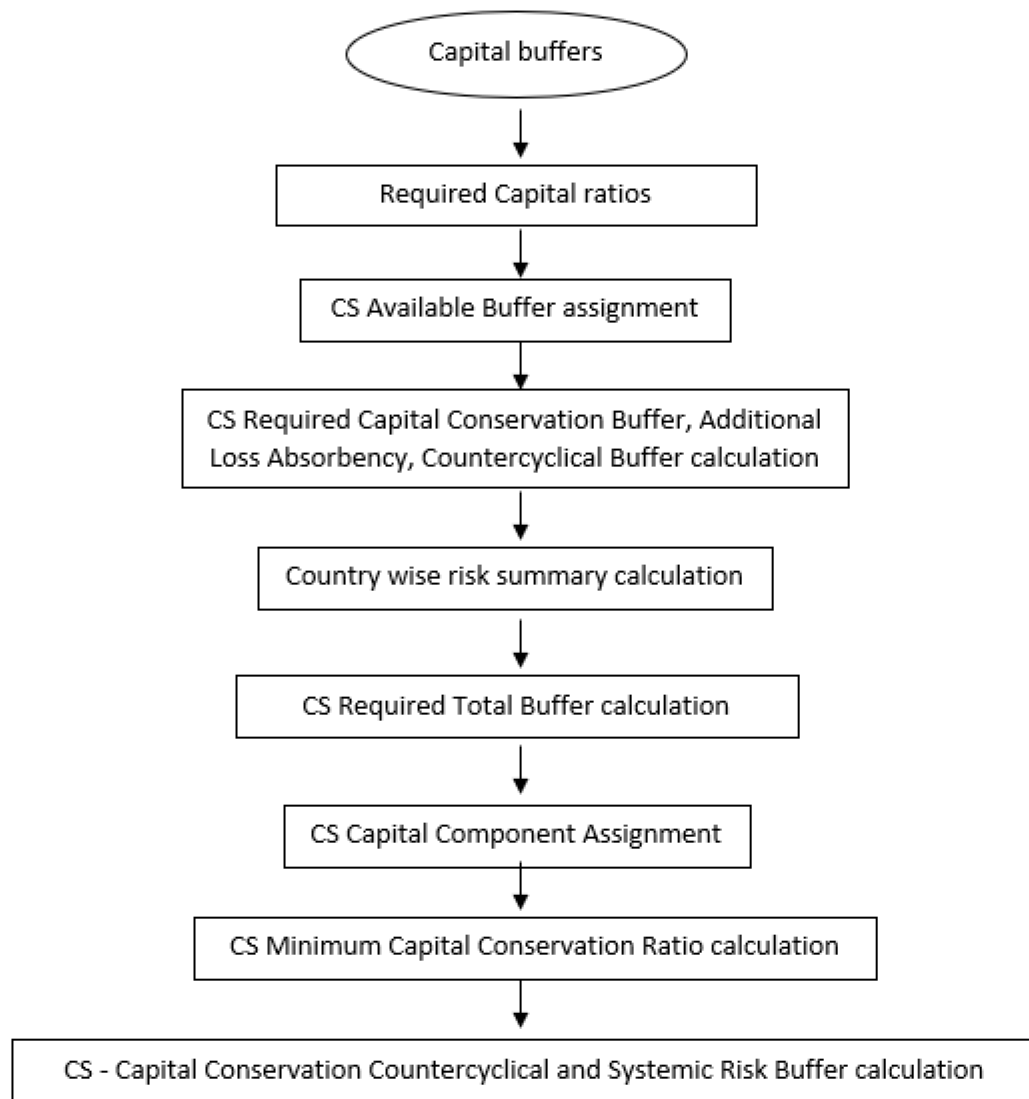 Capital buffers
Required Capital ratios
CS Available Buffer assignment
CS Required Capital Conservation Buffer, Additional
Loss Absorbency, Countercyclical Buffer calculation
Country wise risk summary calculation
CS Required Total Buffer calculation
CS Capital Component Assignment
CS Minimum Capital Conservation Ratio calculation
CS - Capital Conservation Countercyclical and Systemic Risk Buffer calculation